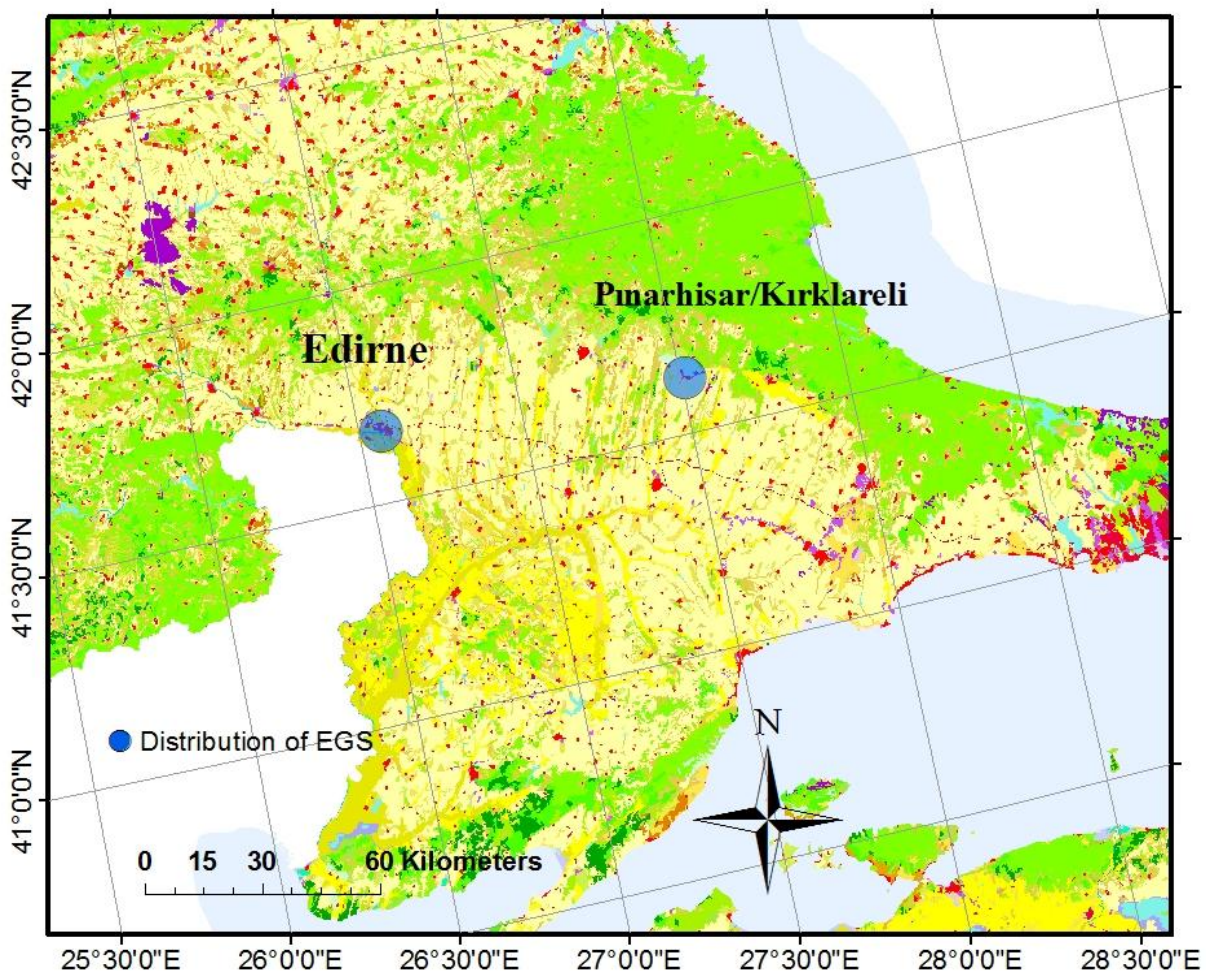 42°30'0"N
42°0'0"N
41°30'0"N
41°0'0"N
Pınarhisar/Kırklareli
Edirne
Distribution of EGS
N
0 15 30 60 Kilometers
25°30'0"E 26°0'0"E 26°30'0"E 27°0'0"E 27°30'0"E 28°0'0"E 28°30'0"E